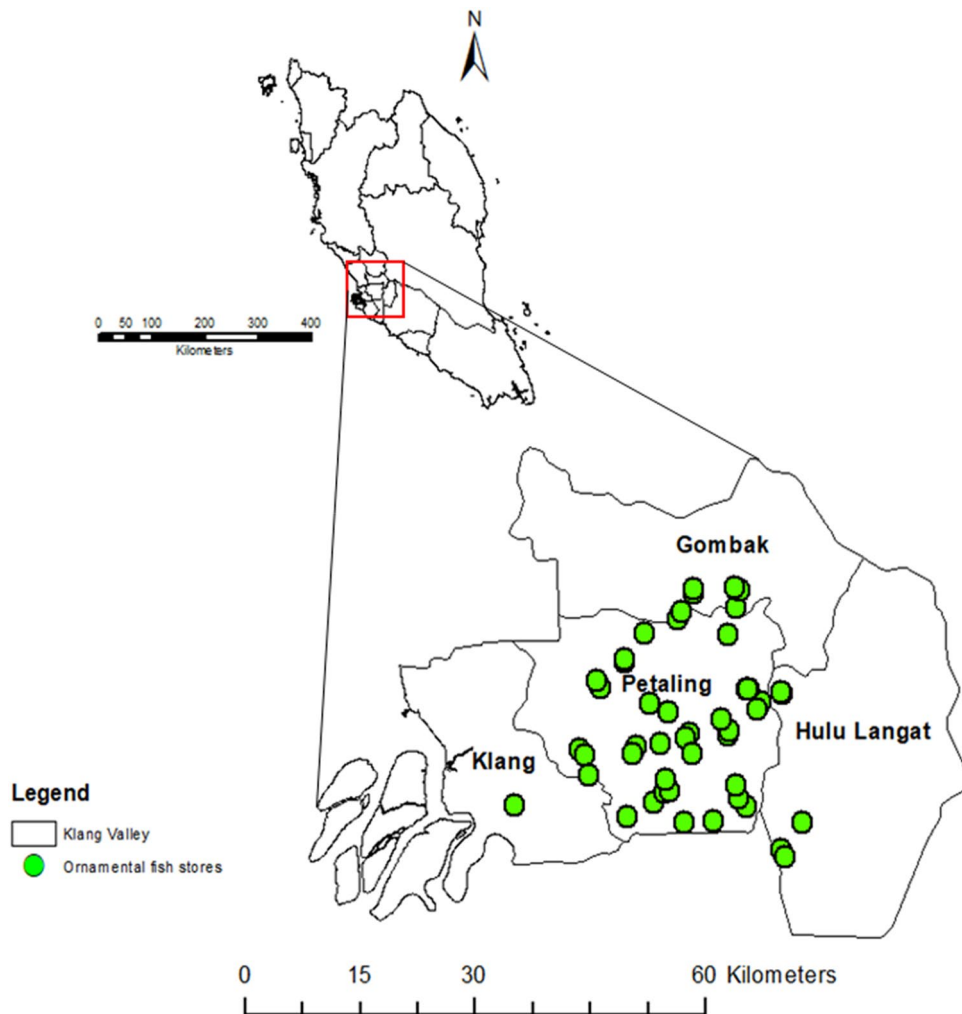 N
0 50 100 200 300 400
Kilometers
Gombak
Petaling
Hulu Langat
Klang
Legend
Klang Valley
Ornamental fish stores
0 15 30 60 Kilometers